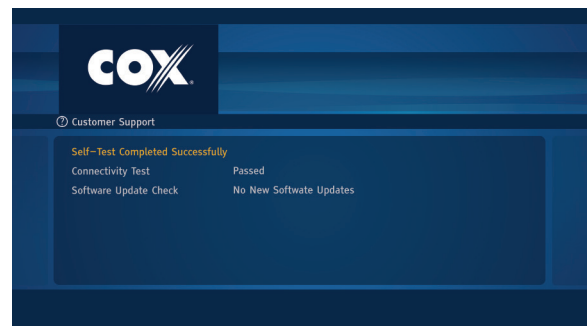 COX
Customer Support
Self-Test Completed Successfully
Connectivity Test Passed
Software Update Check No New Softwate Updates